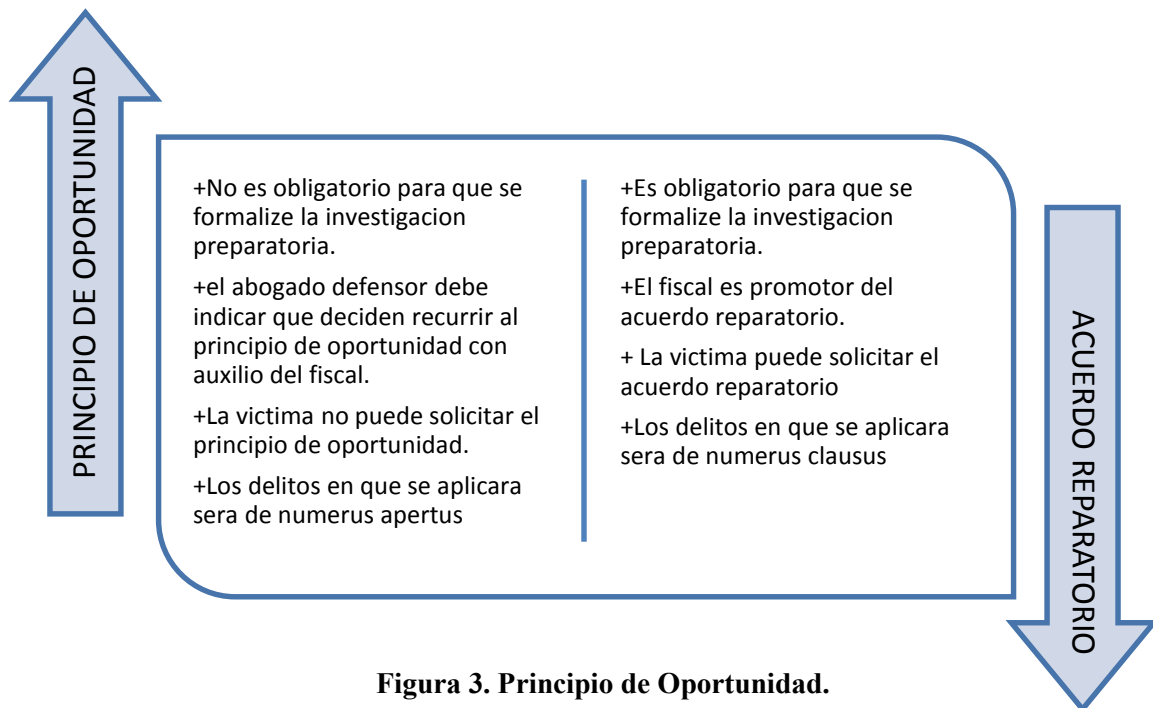 PRINCIPIO DE OPORTUNIDAD
+No es obligatorio para que se
formalize la investigacion
preparatoria.
+el abogado defensor debe
indicar que deciden recurrir al
principio de oportunidad con
auxilio del fiscal.
+La victima no puede solicitar el
principio de oportunidad.
+Los delitos en que se aplicara
sera de numerus apertus
+Es obligatorio para que se
formalize la investigacion
preparatoria.
+El fiscal es promotor del
acuerdo reparatorio.
+ La victima puede solicitar el
acuerdo reparatorio
+Los delitos en que se aplicara
sera de numerus clausus
ACUERDO REPARATORIO
Figura 3. Principio de Oportunidad.